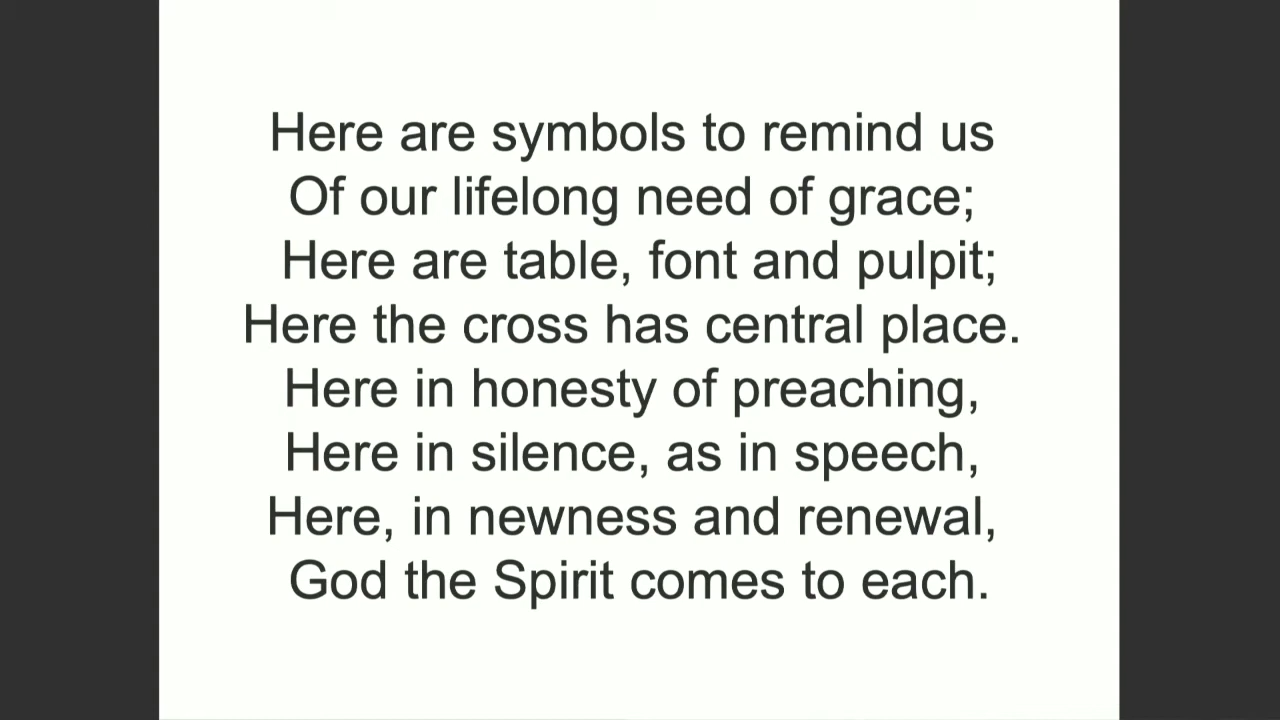 Here are symbols to remind us
Of our lifelong need of grace;
Here are table, font and pulpit;
Here the cross has central place.
Here in honesty of preaching,
Here in silence, as in speech,
Here, in newness and renewal,
God the Spirit comes to each.